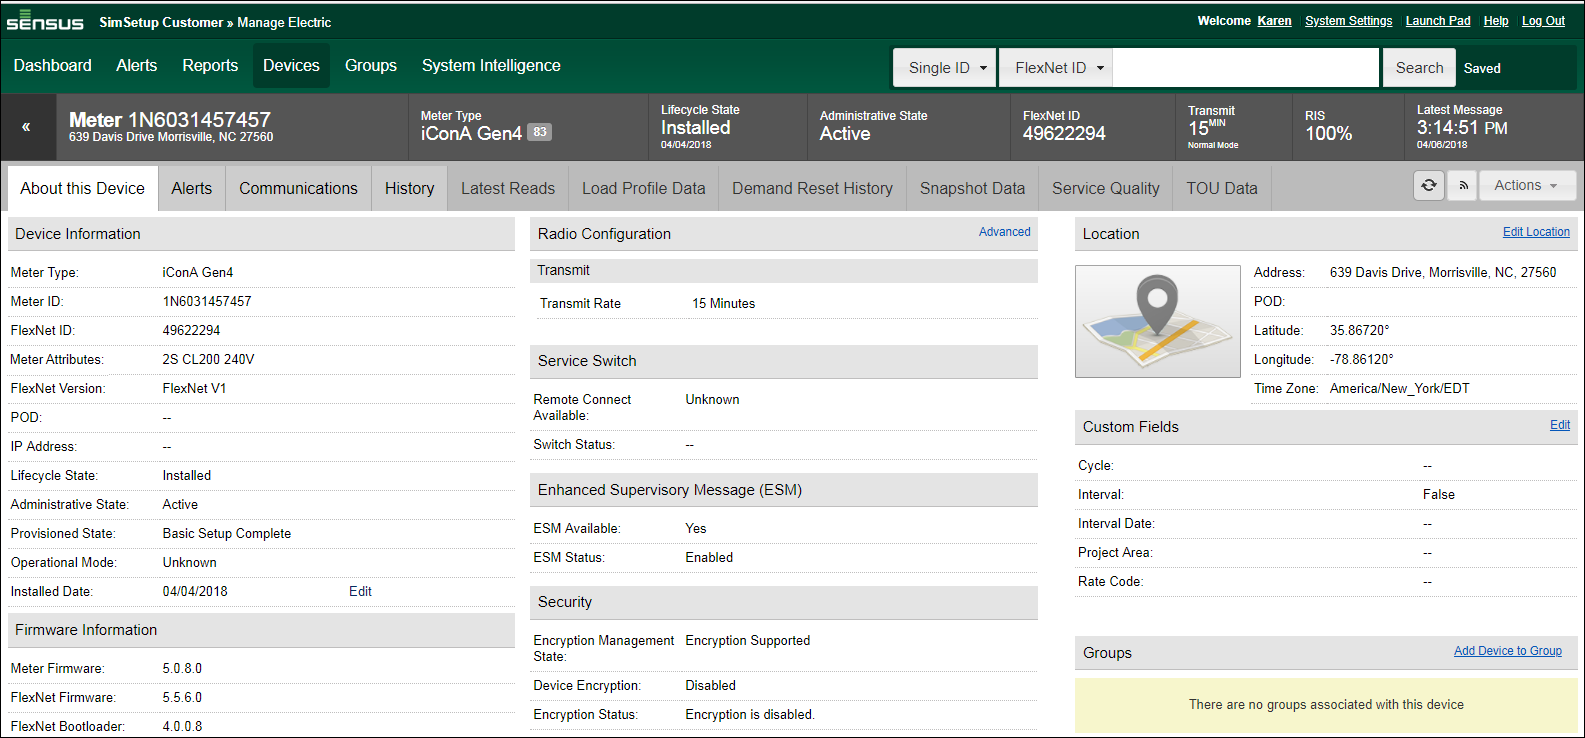 sensus SimSetup Customer » Manage Electric
Welcome Karen System Settings Launch Pad Help Log Out
Dashboard Alerts Reports Devices Groups System Intelligence
Single ID FlexNet ID Search Saved
«
Meter 1N6031457457
639 Davis Drive Morrisville, NC 27560
Meter Type
iConA Gen4 83
Lifecycle State
Installed
04/04/2018
Administrative State
Active
FlexNet ID
49622294
Transmit
15MIN
Normal Mode
RIS
100%
Latest Message
3:14:51 PM
04/06/2018
About this Device Alerts Communications History Latest Reads Load Profile Data Demand Reset History Snapshot Data Service Quality TOU Data Actions
Device Information
Meter Type: iConA Gen4
Meter ID: 1N6031457457
FlexNet ID: 49622294
Meter Attributes: 2S CL200 240V
FlexNet Version: FlexNet V1
POD: --
IP Address: --
Lifecycle State: Installed
Administrative State: Active
Provisioned State: Basic Setup Complete
Operational Mode: Unknown
Installed Date: 04/04/2018 Edit
Firmware Information
Meter Firmware: 5.0.8.0
FlexNet Firmware: 5.5.6.0
FlexNet Bootloader: 4.0.0.8
Radio Configuration Advanced
Transmit
Transmit Rate 15 Minutes
Service Switch
Remote Connect Unknown
Available:
Switch Status: --
Enhanced Supervisory Message (ESM)
ESM Available: Yes
ESM Status: Enabled
Security
Encryption Management Encryption Supported
State:
Device Encryption: Disabled
Encryption Status: Encryption is disabled.
Location Edit Location
Address: 639 Davis Drive, Morrisville, NC, 27560
POD:
Latitude: 35.86720°
Longitude: -78.86120°
Time Zone: America/New_York/EDT
Custom Fields Edit
Cycle: --
Interval: False
Interval Date: --
Project Area: --
Rate Code: --
Groups Add Device to Group
There are no groups associated with this device